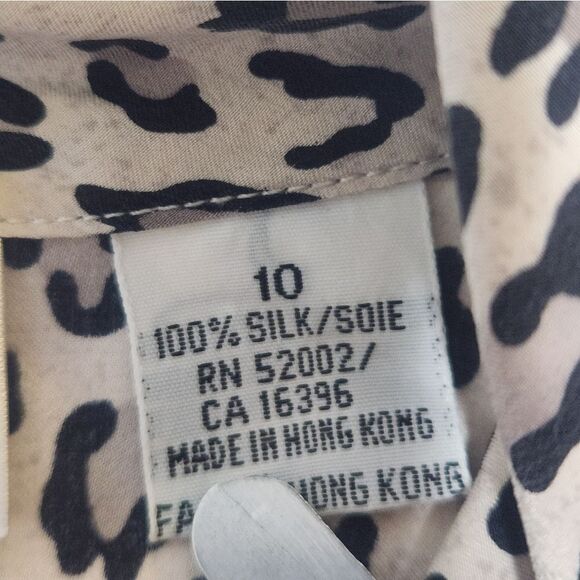 10
100% SILK/SOIE
RN 52002/
CA 16396
MADE IN HONG KONG
HONG KONG